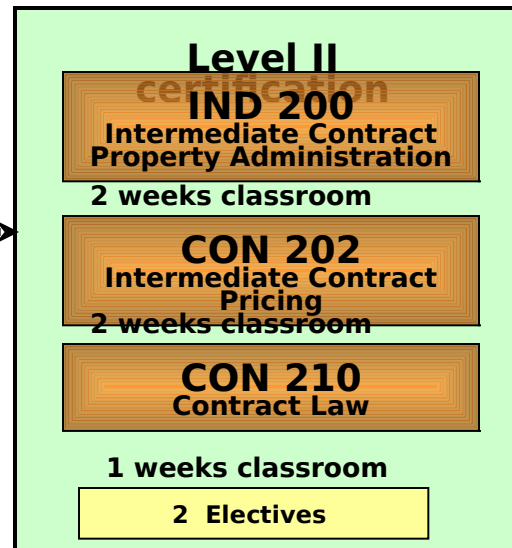 Level II
certification
IND 200
Intermediate Contract
Property Administration
2 weeks classroom
CON 202
Intermediate Contract
Pricing
2 weeks classroom
CON 210
Contract Law
1 weeks classroom
2 Electives